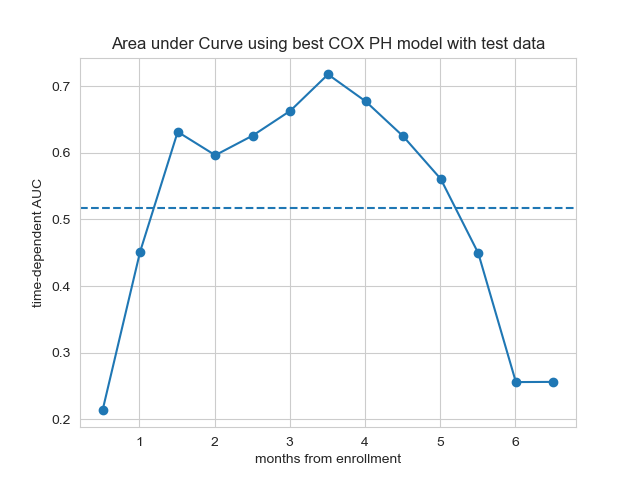 Area under Curve using best COX PH model with test data
time-dependent AUC
0.7
0.6
0.5
0.4
0.3
0.2
1 2 3 4 5 6
months from enrollment